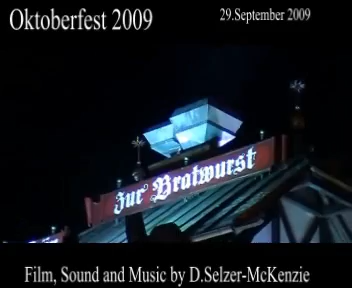 Oktoberfest 2009
29.September 2009
Zur Bratwurst
Film, Sound and Music by D.Selzer-McKenzie